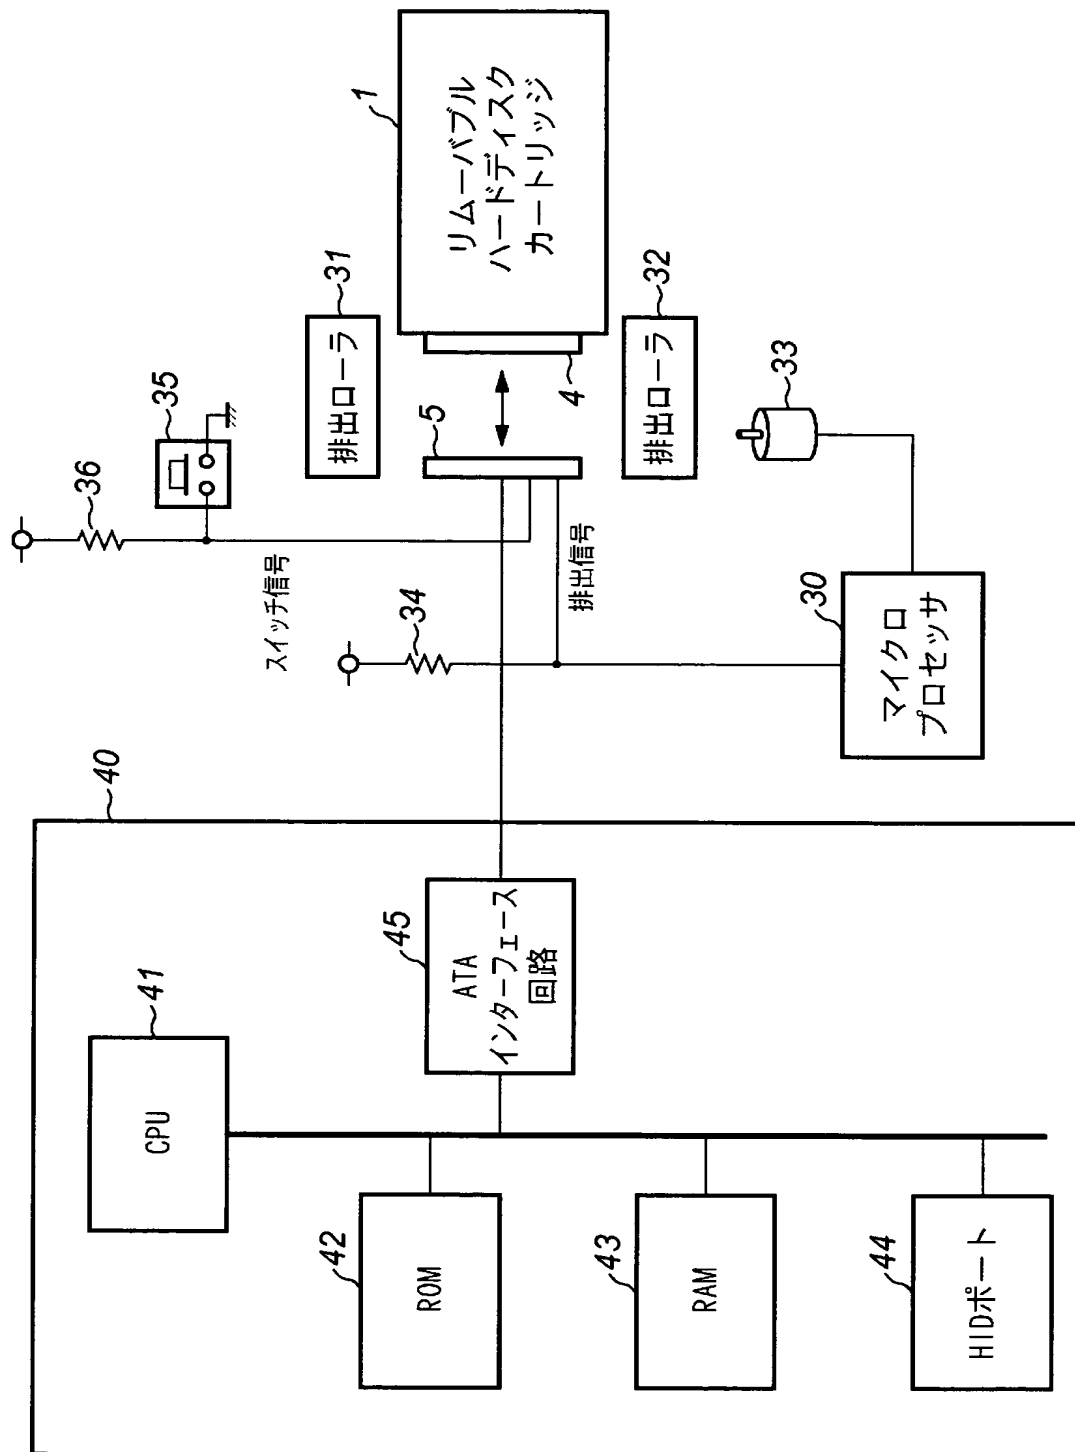 40
41
CPU
42
ROM
43
RAM
44
HIDポート
45
ATA
インターフェース
回路
36
35
スイッチ信号
34
排出信号
30
マイクロ
プロセッサ
33
5
4
31
排出ローラ
32
排出ローラ
1
リムーバブル
ハードディスク
カートリッジ